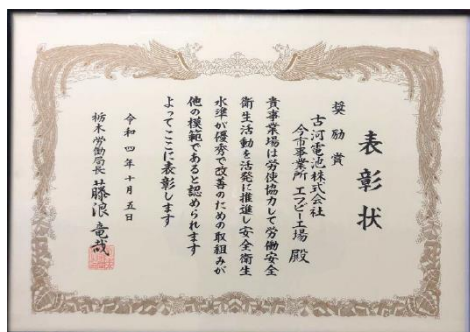 表彰状
奨励賞
古河電池株式会社
今市事業所 エフビー工場 殿
貴事業場は労使協力して労働安全
衛生活動を活発に推進し安全衛生
水準が優秀で改善のための取組みが
他の模範であると認められます
よってここに表彰します
令和四年十月五日
栃木労働局長 藤浪竜哉